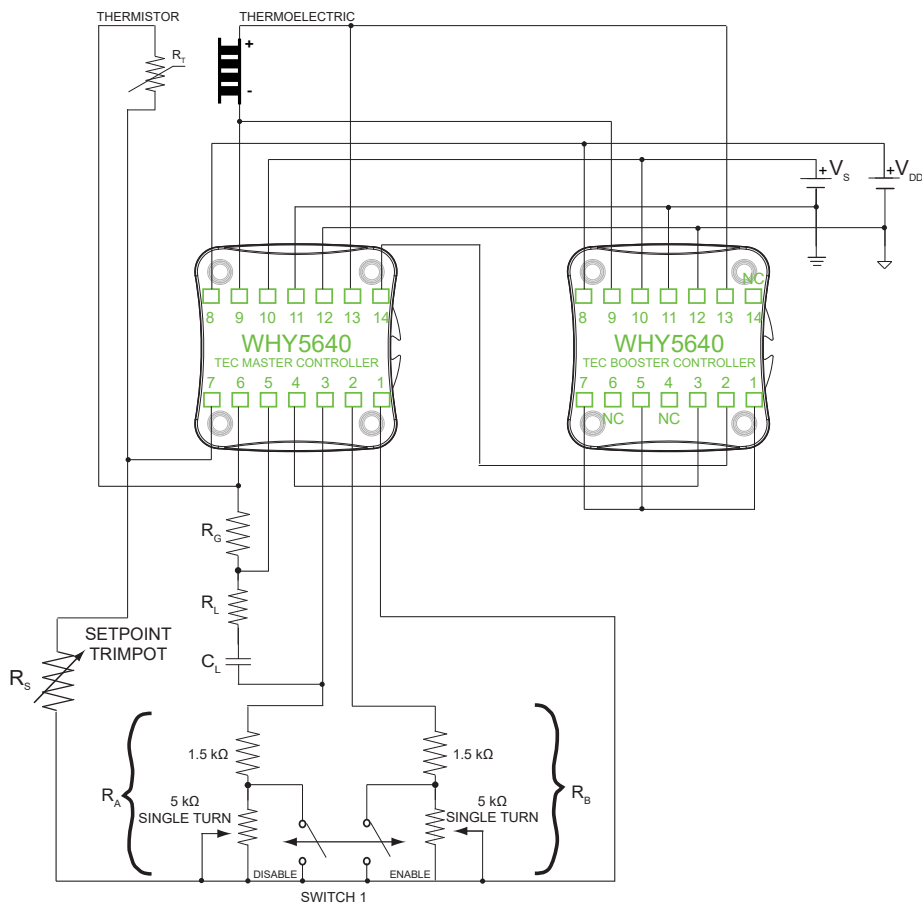 THERMISTOR
THERMOELECTRIC
R_T
+
-
+V_S
+V_DD
NC
8 9 10 11 12 13 14
8 9 10 11 12 13 14
WHY5640
TEC MASTER CONTROLLER
WHY5640
TEC BOOSTER CONTROLLER
7 6 5 4 3 2 1
7 6 5 4 3 2 1
NC
NC
R_G
R_L
C_L
SETPOINT
TRIMPOT
R_S
1.5 kΩ
1.5 kΩ
R_A
R_B
5 kΩ
SINGLE TURN
5 kΩ
SINGLE TURN
DISABLE
ENABLE
SWITCH 1